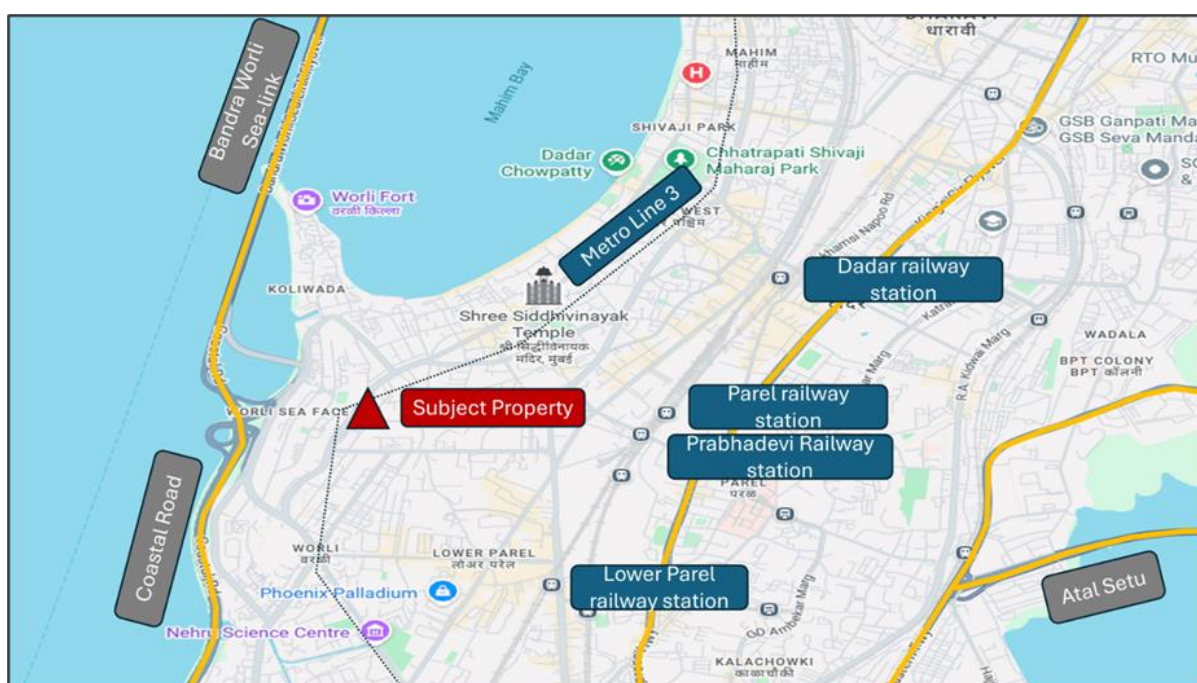 DHARAVI
धारावी
MAHIM
माहीम
RTO Mu
Bandra Worli
Sea-link
Mahim Bay
SHIVAJI PARK
GSB Ganpati Ma
GSB Seva Manda
Dadar
Chowpatty
Chhatrapati Shivaji
Maharaj Park
Worli Fort
वरळी किल्ला
Metro Line 3
WEST
KOLIWADA
Dadar railway
station
Shree Siddhivinayak
Temple
श्री सिद्धीविनायक
मंदिर, मुंबई
R.A. Kidwai Marg
WADALA
BPT COLONY
BPT कॉलनी
Parel railway
station
WORLI SEA FACE
Subject Property
Prabhadevi Railway
station
PAREL
परळ
Coastal Road
WORLI
वरळी
LOWER PAREL
लोअर परेल
Phoenix Palladium
Lower Parel
railway station
GD Ambekar Marg
Atal Setu
Nehru Science Centre
KALACHOWKI
काळाचौकी